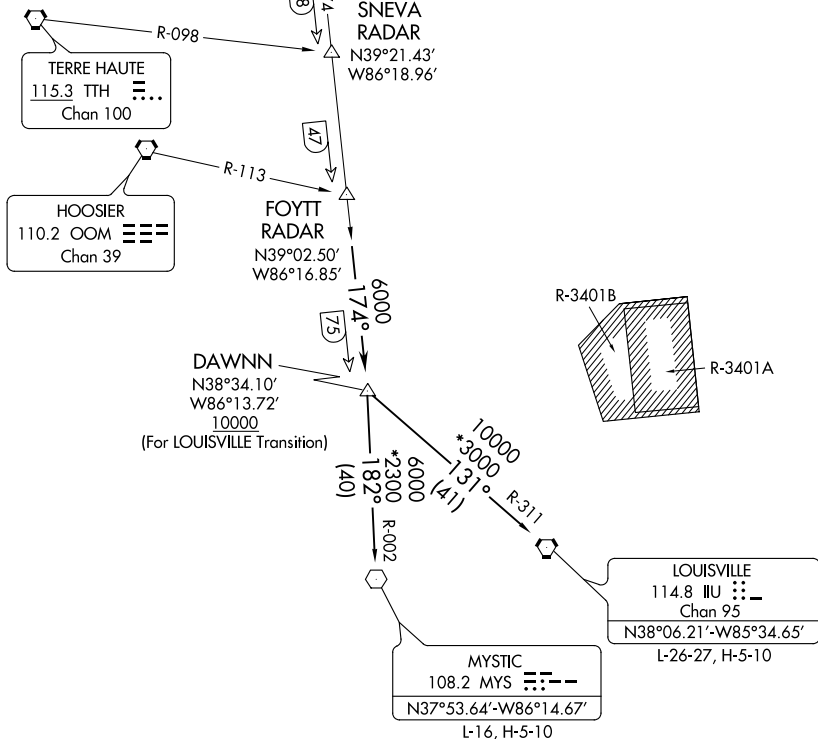 SNEVA
RADAR
N39°21.43'
W86°18.96'
R-098
TERRE HAUTE
115.3 TTH
Chan 100
47
R-113
HOOSIER
110.2 OOM
Chan 39
FOYTT
RADAR
N39°02.50'
W86°16.85'
6000
174°
75
R-3401B
R-3401A
DAWNN
N38°34.10'
W86°13.72'
10000
(For LOUISVILLE Transition)
6000
*2300
182°
(40)
R-002
10000
*3000
131°
(41)
R-311
LOUISVILLE
114.8 IIU
Chan 95
N38°06.21'-W85°34.65'
L-26-27, H-5-10
MYSTIC
108.2 MYS
N37°53.64'-W86°14.67'
L-16, H-5-10